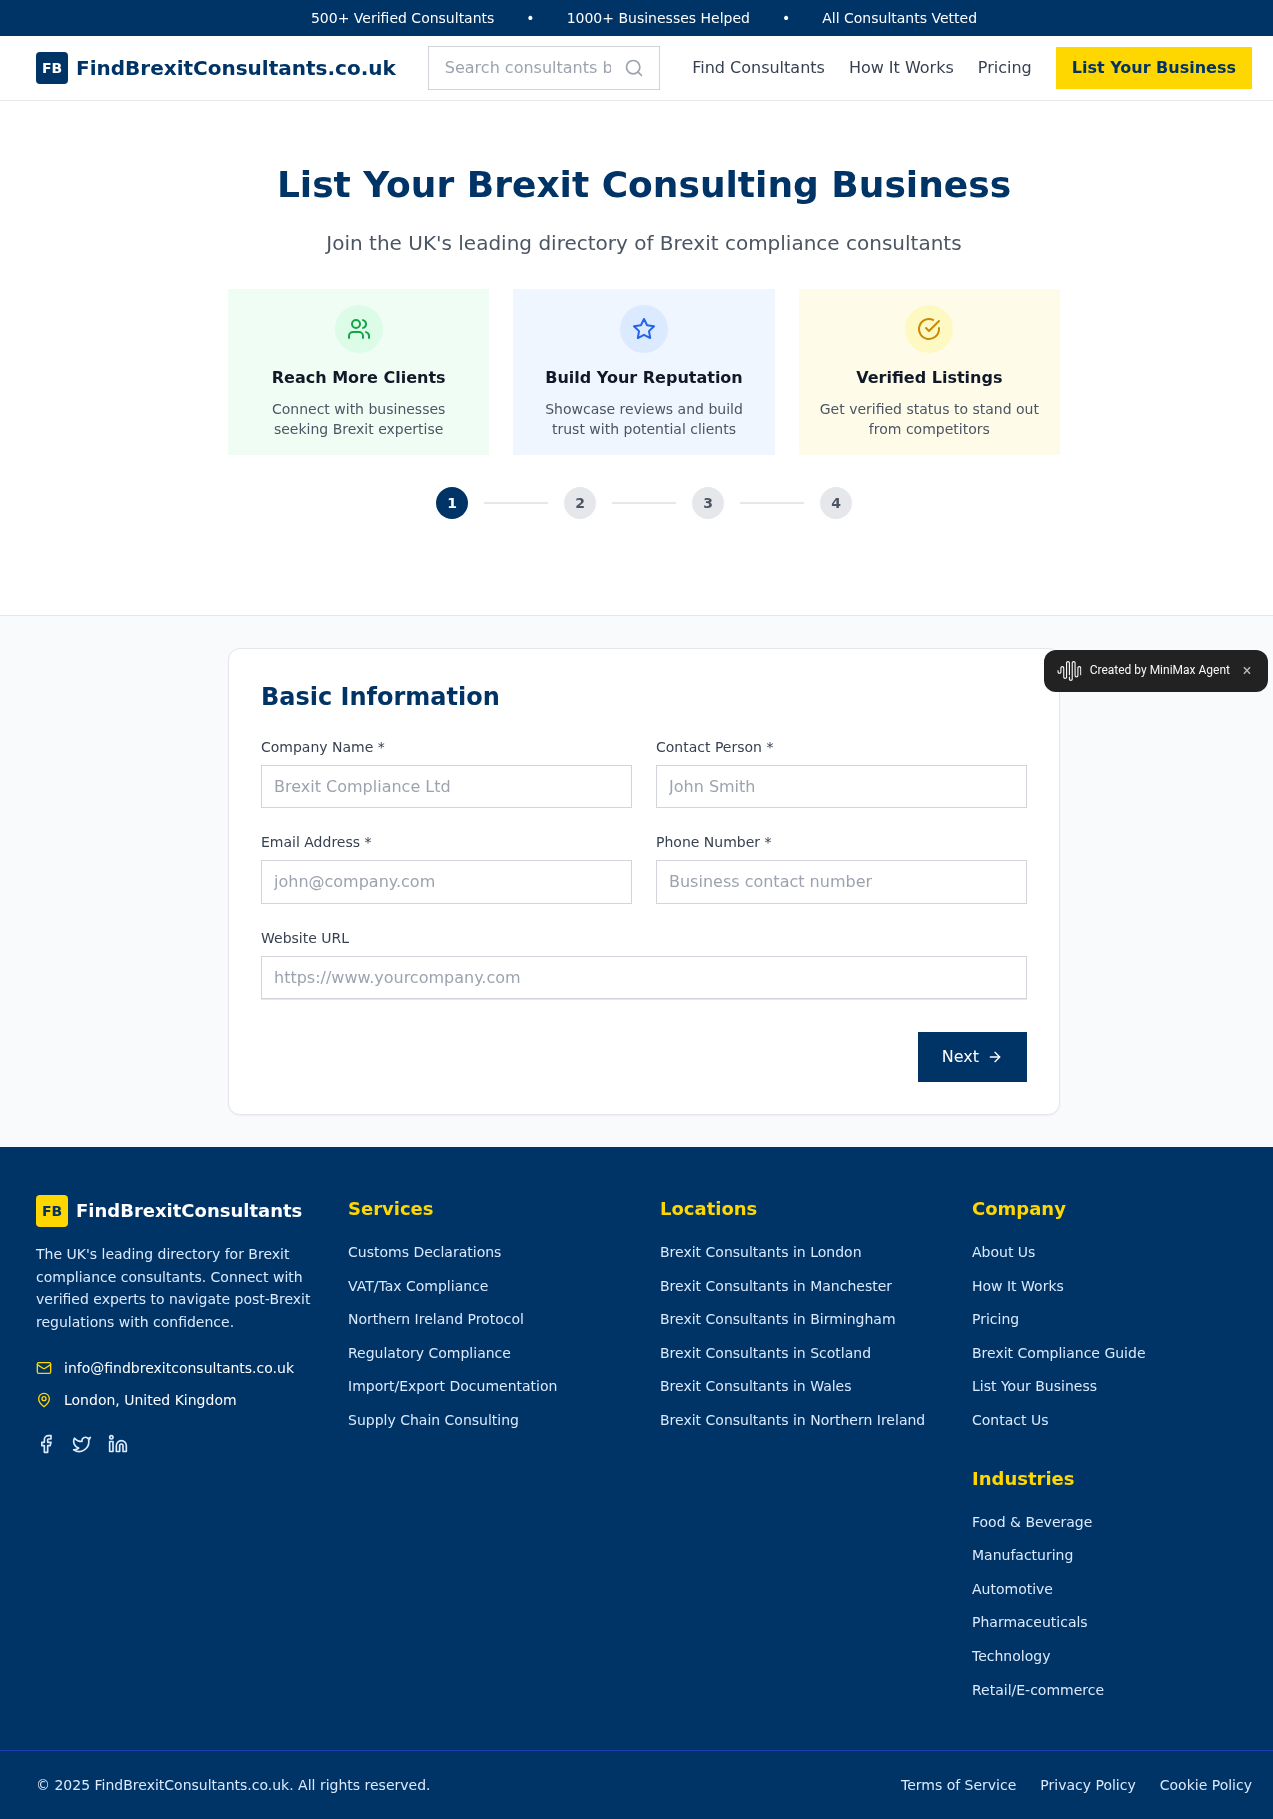 500+ Verified Consultants • 1000+ Businesses Helped • All Consultants Vetted
FB FindBrexitConsultants.co.uk
Search consultants b
Find Consultants
How It Works
Pricing
List Your Business
List Your Brexit Consulting Business
Join the UK's leading directory of Brexit compliance consultants
Reach More Clients
Connect with businesses
seeking Brexit expertise
Build Your Reputation
Showcase reviews and build
trust with potential clients
Verified Listings
Get verified status to stand out
from competitors
1 2 3 4
Created by MiniMax Agent ×
Basic Information
Company Name *
Brexit Compliance Ltd
Contact Person *
John Smith
Email Address *
john@company.com
Phone Number *
Business contact number
Website URL
https://www.yourcompany.com
Next →
FB FindBrexitConsultants
The UK's leading directory for Brexit
compliance consultants. Connect with
verified experts to navigate post-Brexit
regulations with confidence.
info@findbrexitconsultants.co.uk
London, United Kingdom
Services
Customs Declarations
VAT/Tax Compliance
Northern Ireland Protocol
Regulatory Compliance
Import/Export Documentation
Supply Chain Consulting
Locations
Brexit Consultants in London
Brexit Consultants in Manchester
Brexit Consultants in Birmingham
Brexit Consultants in Scotland
Brexit Consultants in Wales
Brexit Consultants in Northern Ireland
Company
About Us
How It Works
Pricing
Brexit Compliance Guide
List Your Business
Contact Us
Industries
Food & Beverage
Manufacturing
Automotive
Pharmaceuticals
Technology
Retail/E-commerce
© 2025 FindBrexitConsultants.co.uk. All rights reserved.
Terms of Service
Privacy Policy
Cookie Policy